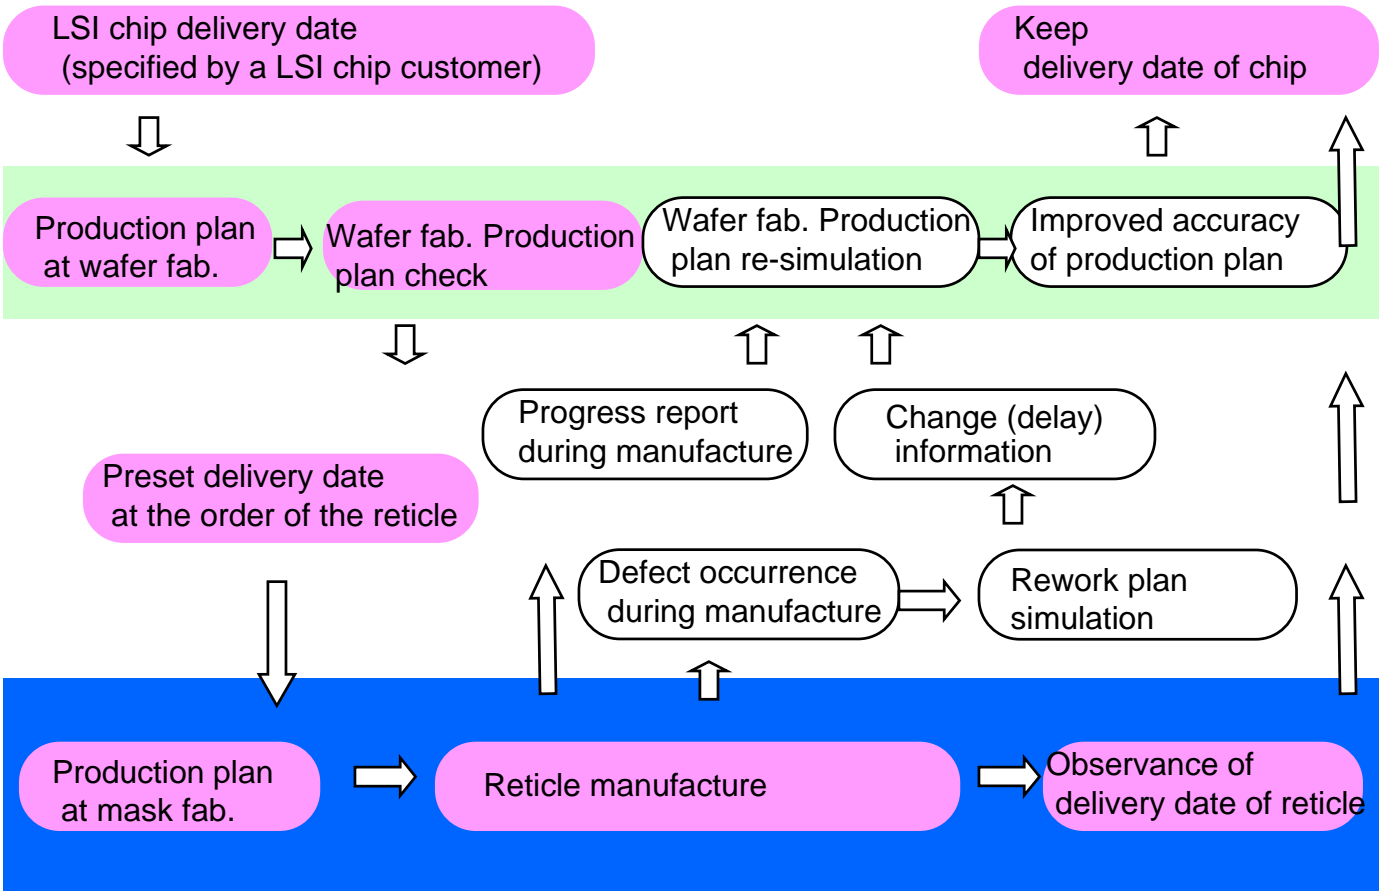 LSI chip delivery date
(specified by a LSI chip customer)
Keep
delivery date of chip
Production plan
at wafer fab.
Wafer fab. Production
plan check
Wafer fab. Production
plan re-simulation
Improved accuracy
of production plan
Progress report
during manufacture
Change (delay)
information
Preset delivery date
at the order of the reticle
Defect occurrence
during manufacture
Rework plan
simulation
Production plan
at mask fab.
Reticle manufacture
Observance of
delivery date of reticle